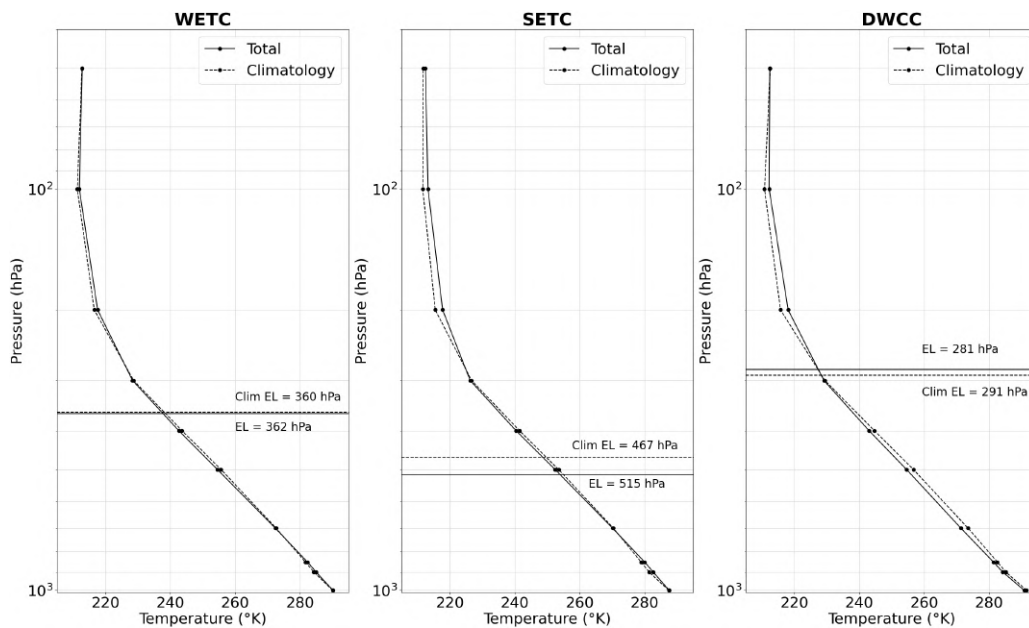 WETC
Total
Climatology
10²
10³
Pressure (hPa)
Clim EL = 360 hPa
EL = 362 hPa
220
240
260
280
Temperature (°K)
SETC
Total
Climatology
10²
10³
Pressure (hPa)
Clim EL = 467 hPa
EL = 515 hPa
220
240
260
280
Temperature (°K)
DWCC
Total
Climatology
10²
10³
Pressure (hPa)
EL = 281 hPa
Clim EL = 291 hPa
220
240
260
280
Temperature (°K)